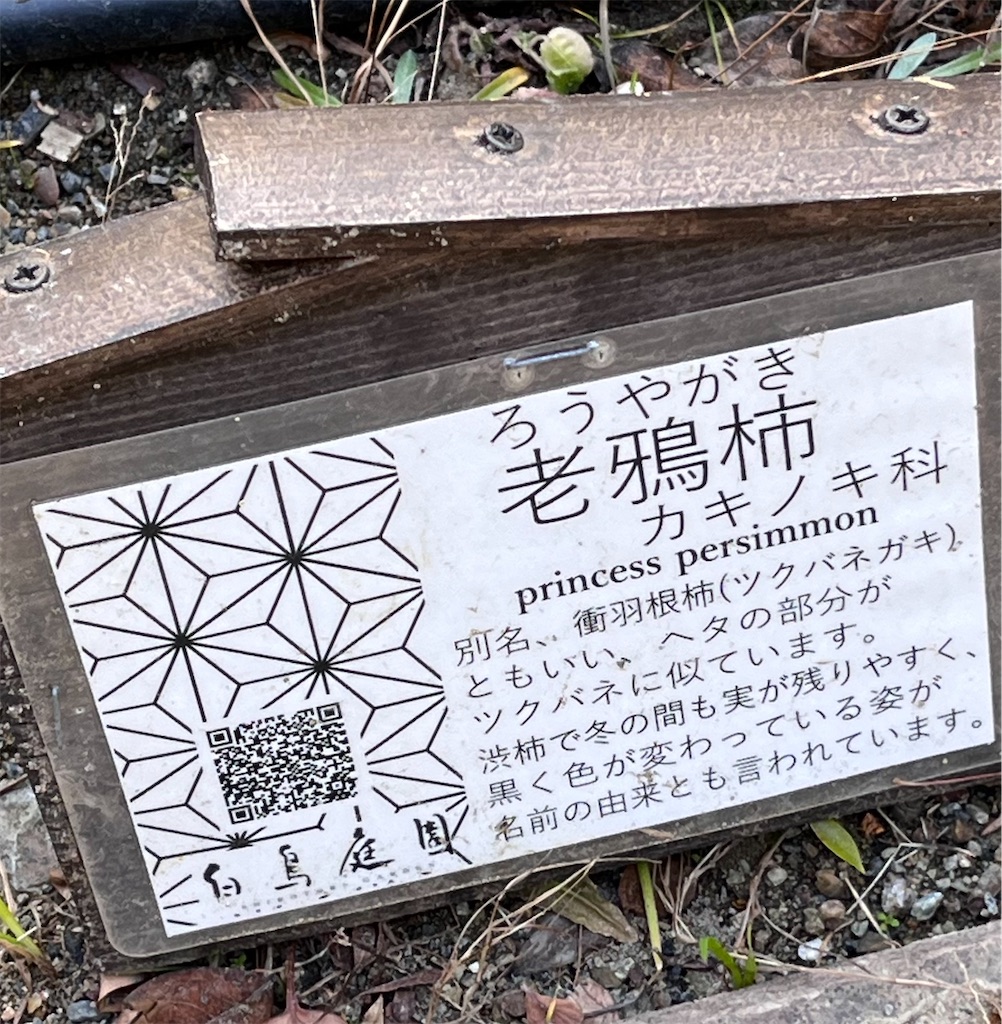 ろうやがき
老鴉柿
カキノキ科
princess persimmon
別名、衝羽根柿(ツクバネガキ)
ともいい、ヘタの部分が
ツクバネに似ています。
渋柿で冬の間も実が残りやすく、
黒く色が変わっている姿が
名前の由来とも言われています。
白鳥庭園